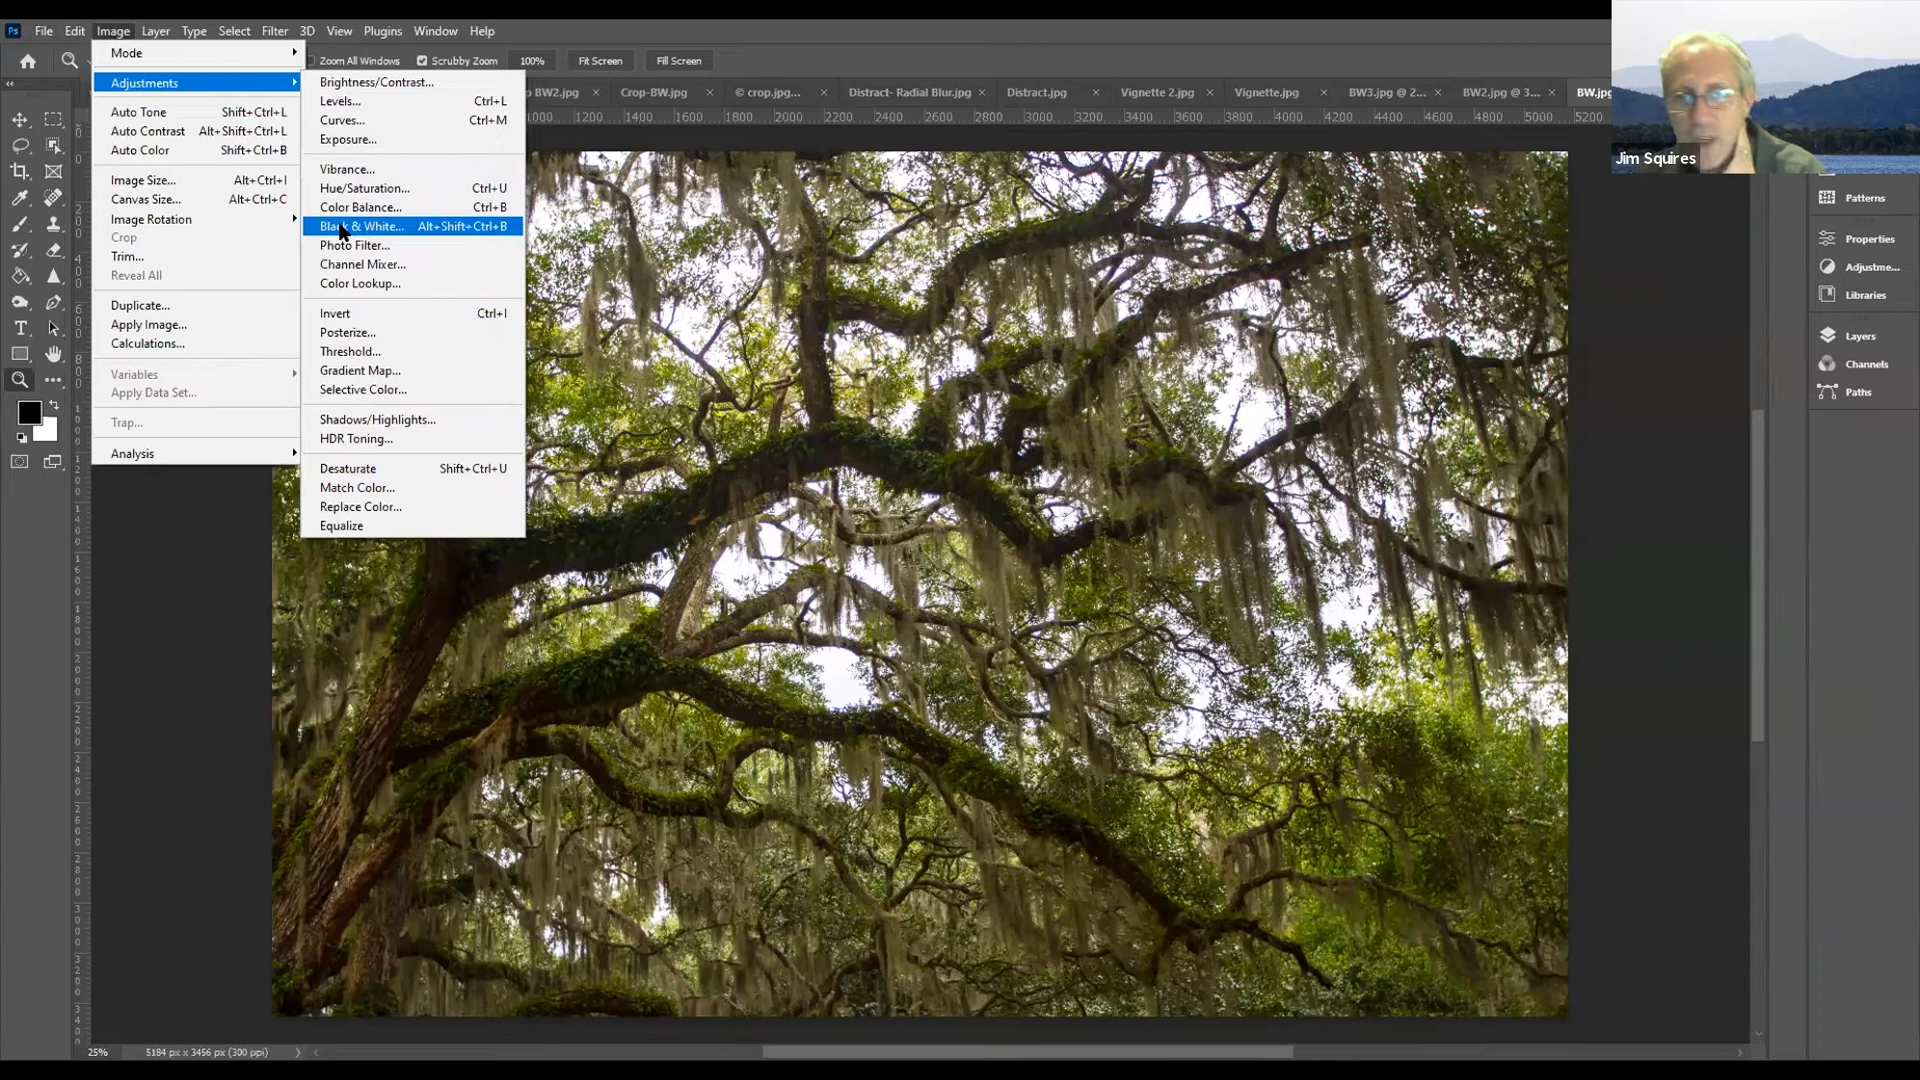 Ps File Edit Image Layer Type Select Filter 3D View Plugins Window Help
Zoom All Windows Scrubby Zoom 100% Fit Screen Fill Screen
BW2.jpg × Crop-BW.jpg × © crop.jpg... × Distract- Radial Blur.jpg × Distract.jpg × Vignette 2.jpg × Vignette.jpg × BW3.jpg @ 2... × BW2.jpg @ 3... × BW.jpg
1000 1200 1400 1600 1800 2000 2200 2400 2600 2800 3000 3200 3400 3600 3800 4000 4200 4400 4600 4800 5000 5200
Mode
Adjustments
Auto Tone Shift+Ctrl+L
Auto Contrast Alt+Shift+Ctrl+L
Auto Color Shift+Ctrl+B
Image Size... Alt+Ctrl+I
Canvas Size... Alt+Ctrl+C
Image Rotation
Crop
Trim...
Reveal All
Duplicate...
Apply Image...
Calculations...
Variables
Apply Data Set...
Trap...
Analysis
Brightness/Contrast...
Levels... Ctrl+L
Curves... Ctrl+M
Exposure...
Vibrance...
Hue/Saturation... Ctrl+U
Color Balance... Ctrl+B
Black & White... Alt+Shift+Ctrl+B
Photo Filter...
Channel Mixer...
Color Lookup...
Invert Ctrl+I
Posterize...
Threshold...
Gradient Map...
Selective Color...
Shadows/Highlights...
HDR Toning...
Desaturate Shift+Ctrl+U
Match Color...
Replace Color...
Equalize
Jim Squires
Patterns
Properties
Adjustme...
Libraries
Layers
Channels
Paths
25% 5184 px x 3456 px (300 ppi)